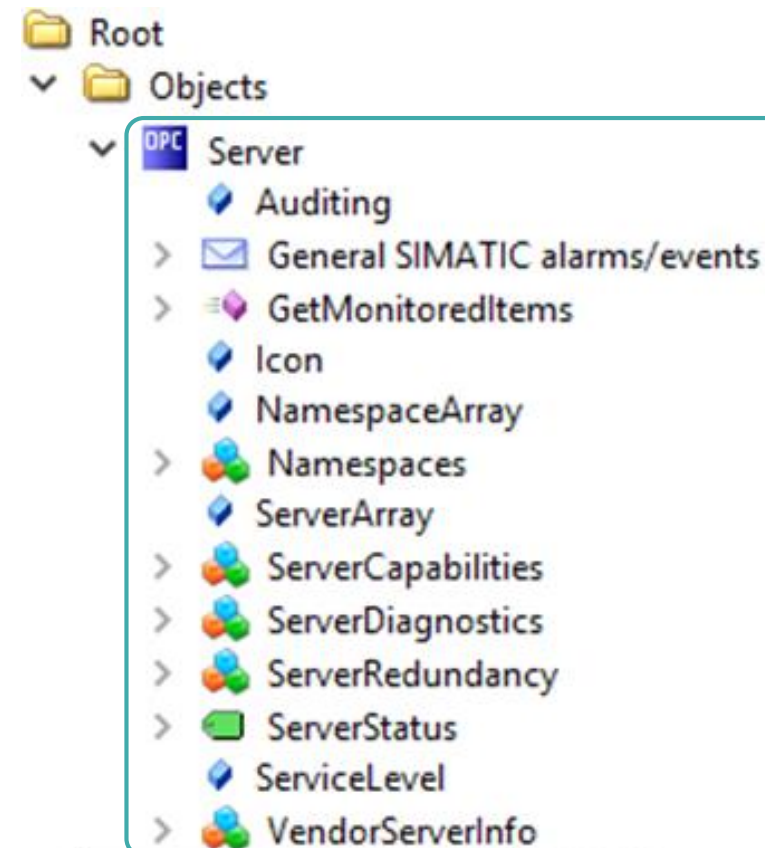 Root
Objects
OPC Server
Auditing
General SIMATIC alarms/events
GetMonitoredItems
Icon
NamespaceArray
Namespaces
ServerArray
ServerCapabilities
ServerDiagnostics
ServerRedundancy
ServerStatus
ServiceLevel
VendorServerInfo